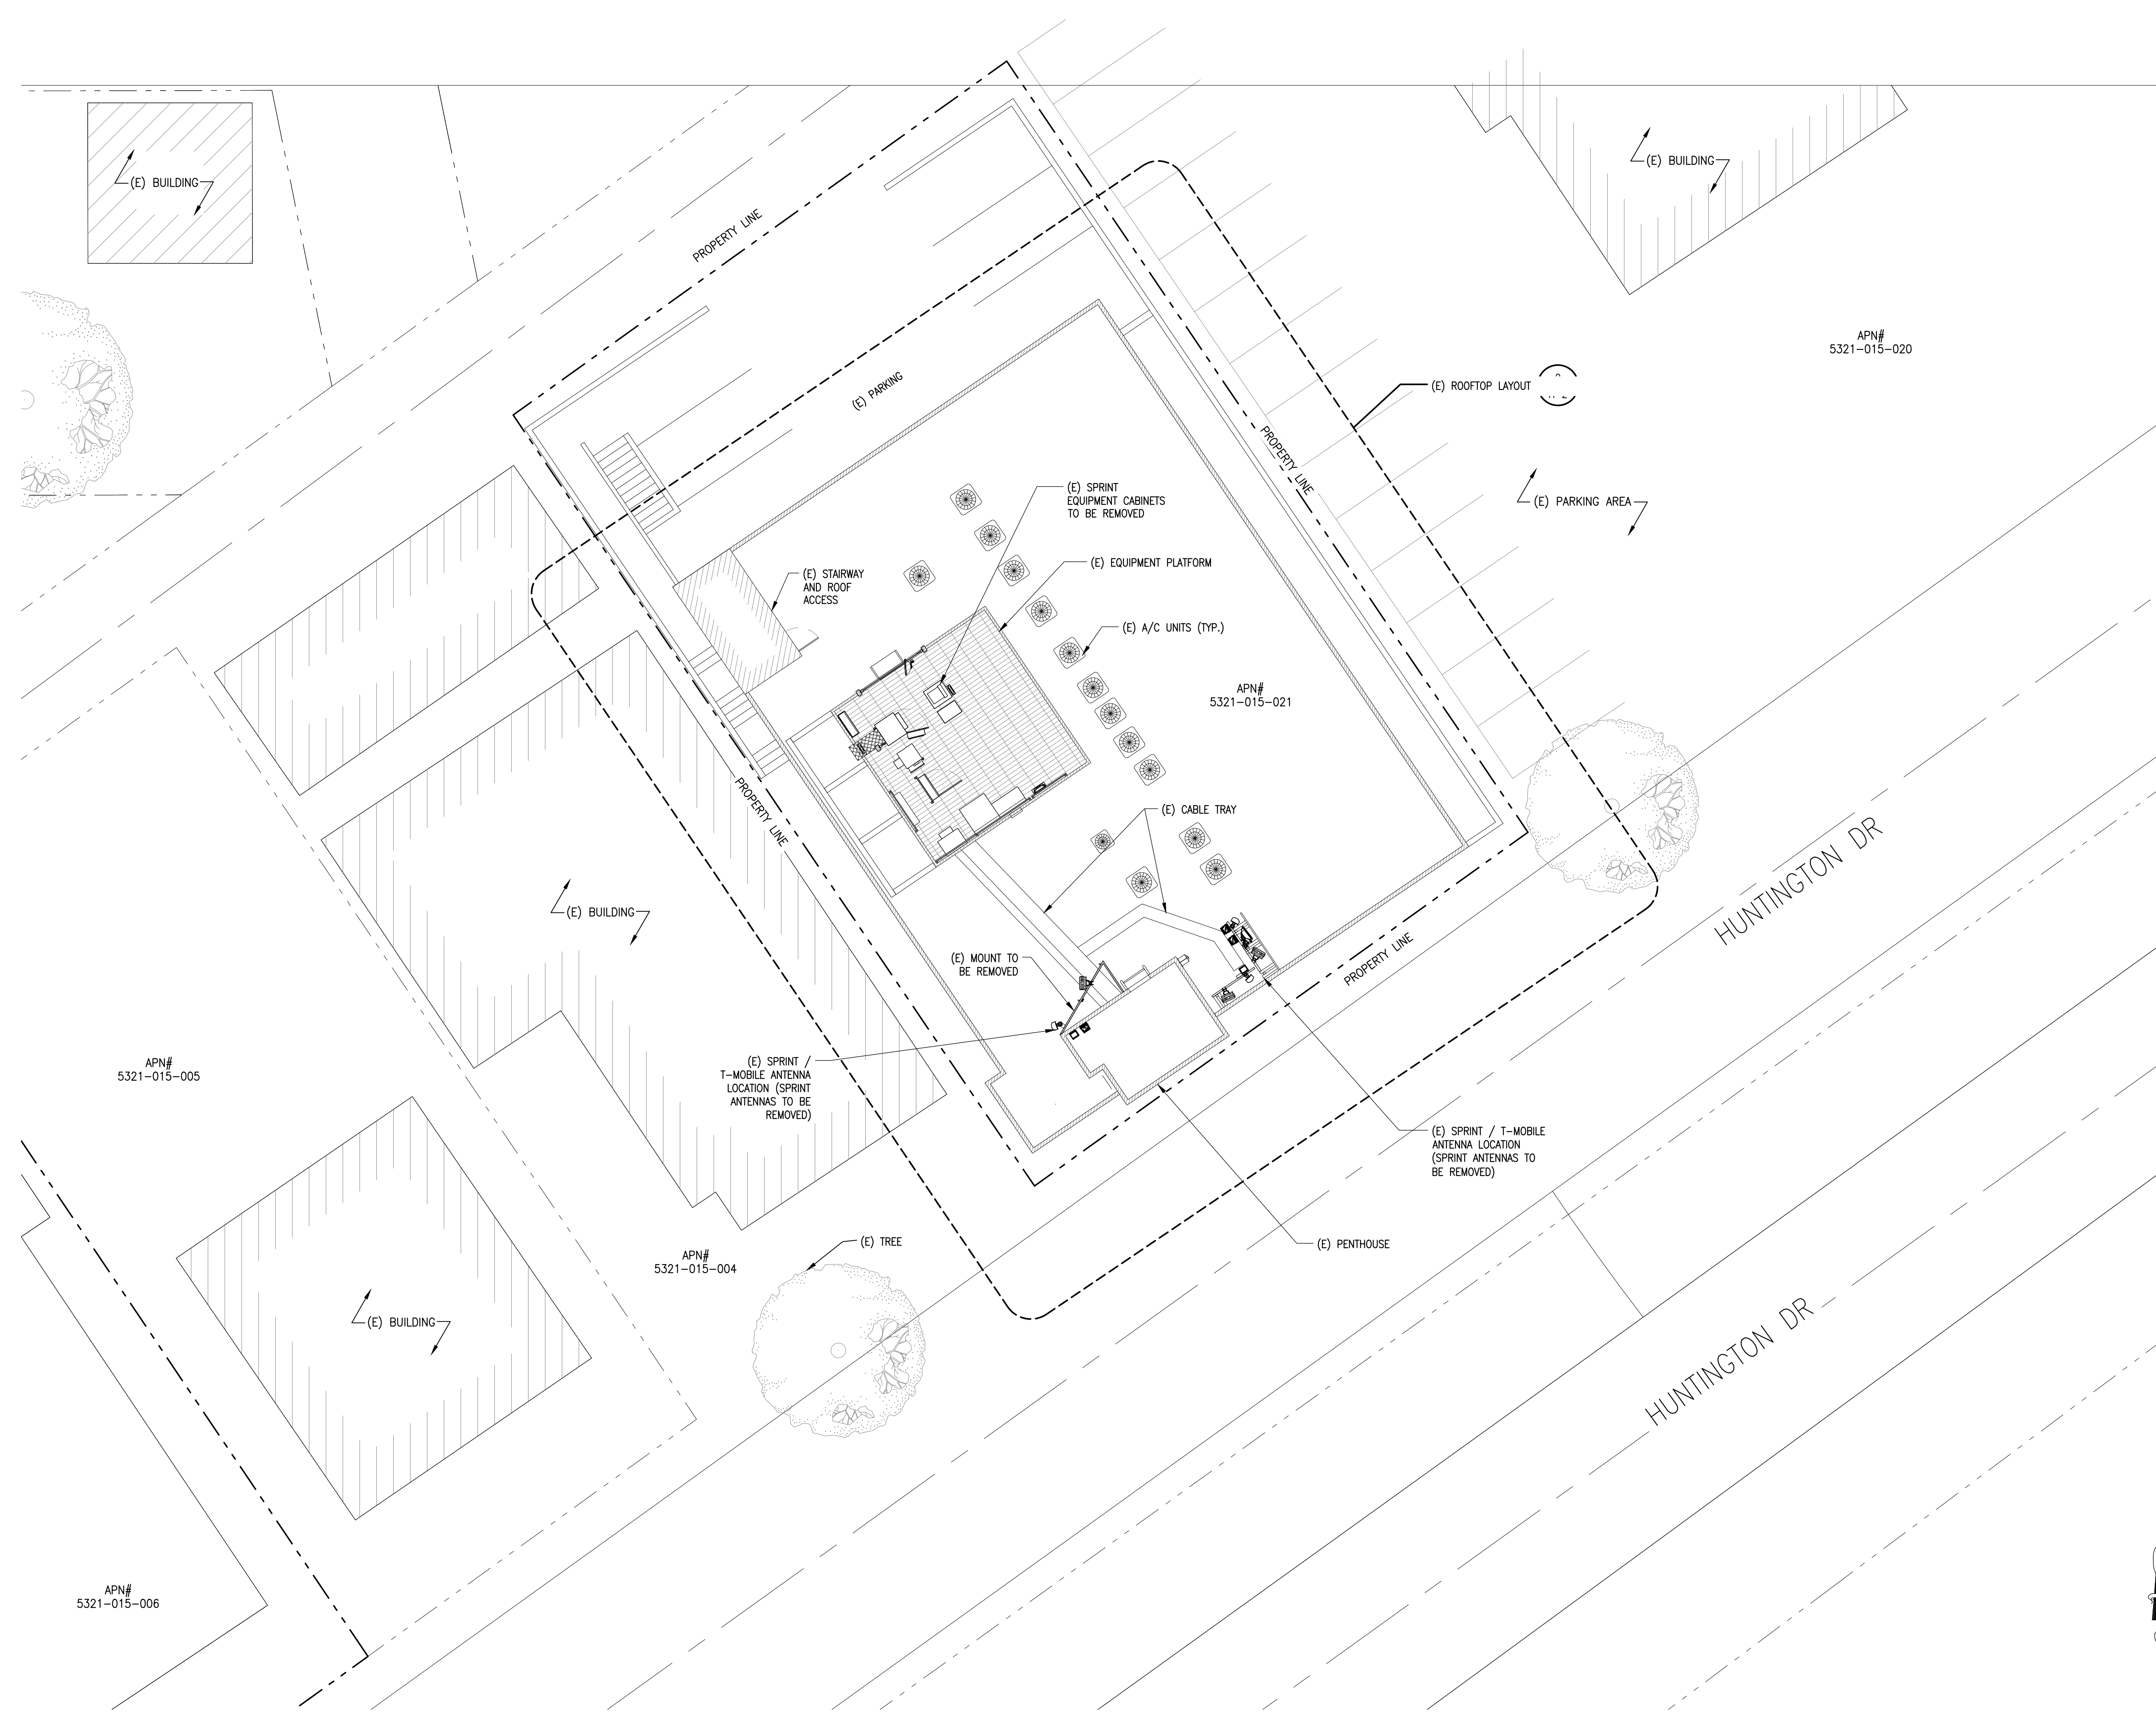 (E) BUILDING
(E) BUILDING
PROPERTY LINE
APN#
5321-015-020
(E) ROOFTOP LAYOUT
(E) PARKING
PROPERTY LINE
(E) SPRINT
EQUIPMENT CABINETS
TO BE REMOVED
(E) PARKING AREA
(E) EQUIPMENT PLATFORM
(E) STAIRWAY
AND ROOF
ACCESS
(E) A/C UNITS (TYP.)
APN#
5321-015-021
PROPERTY LINE
(E) CABLE TRAY
HUNTINGTON DR
(E) BUILDING
(E) MOUNT TO
BE REMOVED
PROPERTY LINE
APN#
5321-015-005
(E) SPRINT /
T-MOBILE ANTENNA
LOCATION (SPRINT
ANTENNAS TO BE
REMOVED)
(E) SPRINT / T-MOBILE
ANTENNA LOCATION
(SPRINT ANTENNAS TO
BE REMOVED)
(E) TREE
(E) PENTHOUSE
APN#
5321-015-004
(E) BUILDING
HUNTINGTON DR
APN#
5321-015-006